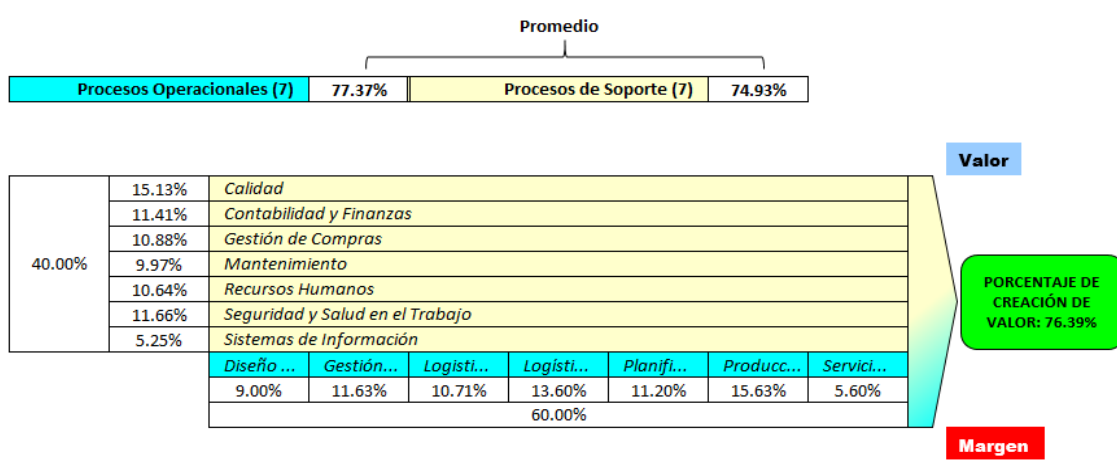 Promedio
Procesos Operacionales (7) 77.37% Procesos de Soporte (7) 74.93%
Valor
40.00%
15.13% Calidad
11.41% Contabilidad y Finanzas
10.88% Gestión de Compras
9.97% Mantenimiento
10.64% Recursos Humanos
11.66% Seguridad y Salud en el Trabajo
5.25% Sistemas de Información
PORCENTAJE DE
CREACIÓN DE
VALOR: 76.39%
Diseño ... Gestión... Logisti... Logísti... Planifi... Producc... Servici...
9.00% 11.63% 10.71% 13.60% 11.20% 15.63% 5.60%
60.00%
Margen